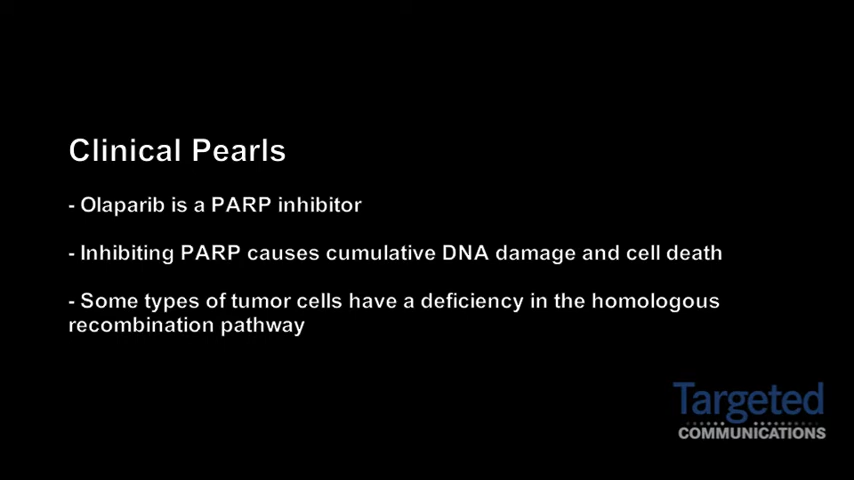 Clinical Pearls
- Olaparib is a PARP inhibitor
- Inhibiting PARP causes cumulative DNA damage and cell death
- Some types of tumor cells have a deficiency in the homologous
recombination pathway
Targeted
COMMUNICATIONS